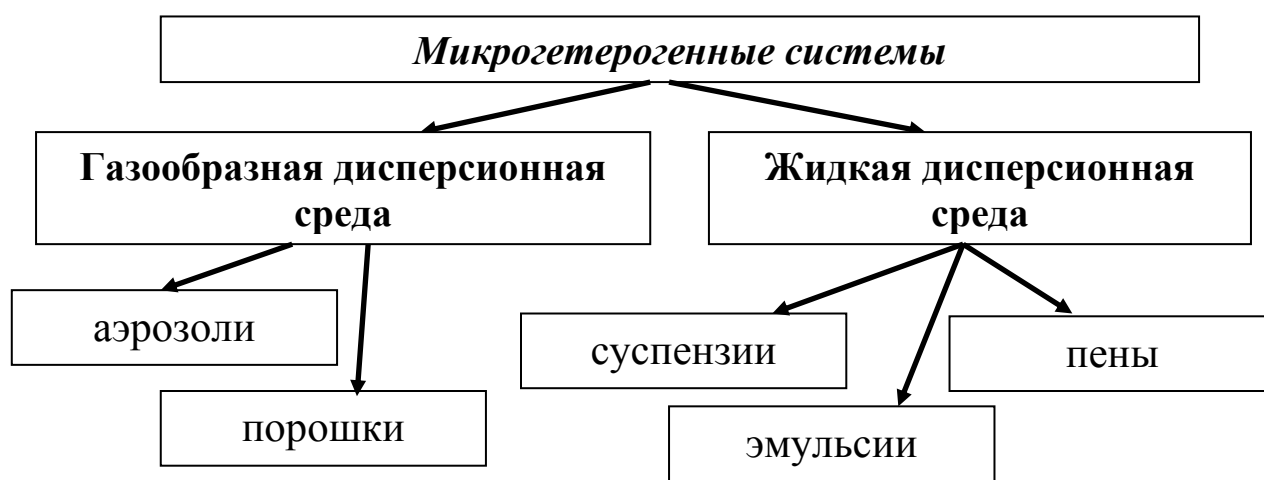 Микрогетерогенные системы
Газообразная дисперсионная
среда
Жидкая дисперсионная
среда
аэрозоли
порошки
суспензии
эмульсии
пены